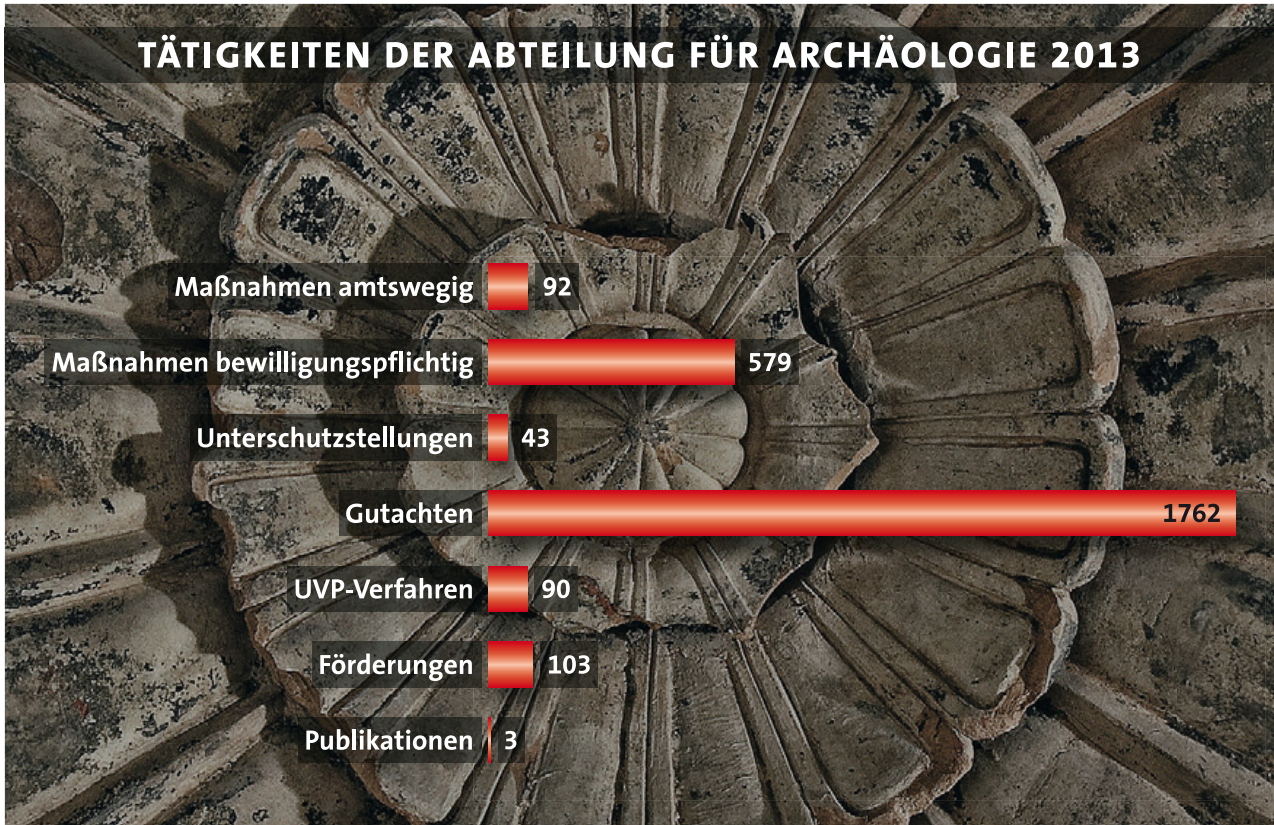 TÄTIGKEITEN DER ABTEILUNG FÜR ARCHÄOLOGIE 2013
Maßnahmen amtswegig 92
Maßnahmen bewilligungspflichtig 579
Unterschutzstellungen 43
Gutachten 1762
UVP-Verfahren 90
Förderungen 103
Publikationen 3